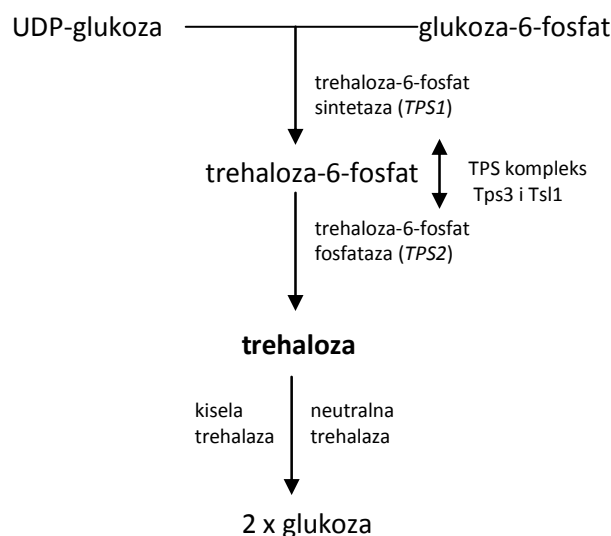 UDP-glukoza
glukoza-6-fosfat
trehaloza-6-fosfat
sintetaza (TPS1)
trehaloza-6-fosfat
TPS kompleks
Tps3 i Tsl1
trehaloza-6-fosfat
fosfataza (TPS2)
trehaloza
kisela
trehalaza
neutralna
trehalaza
2 x glukoza